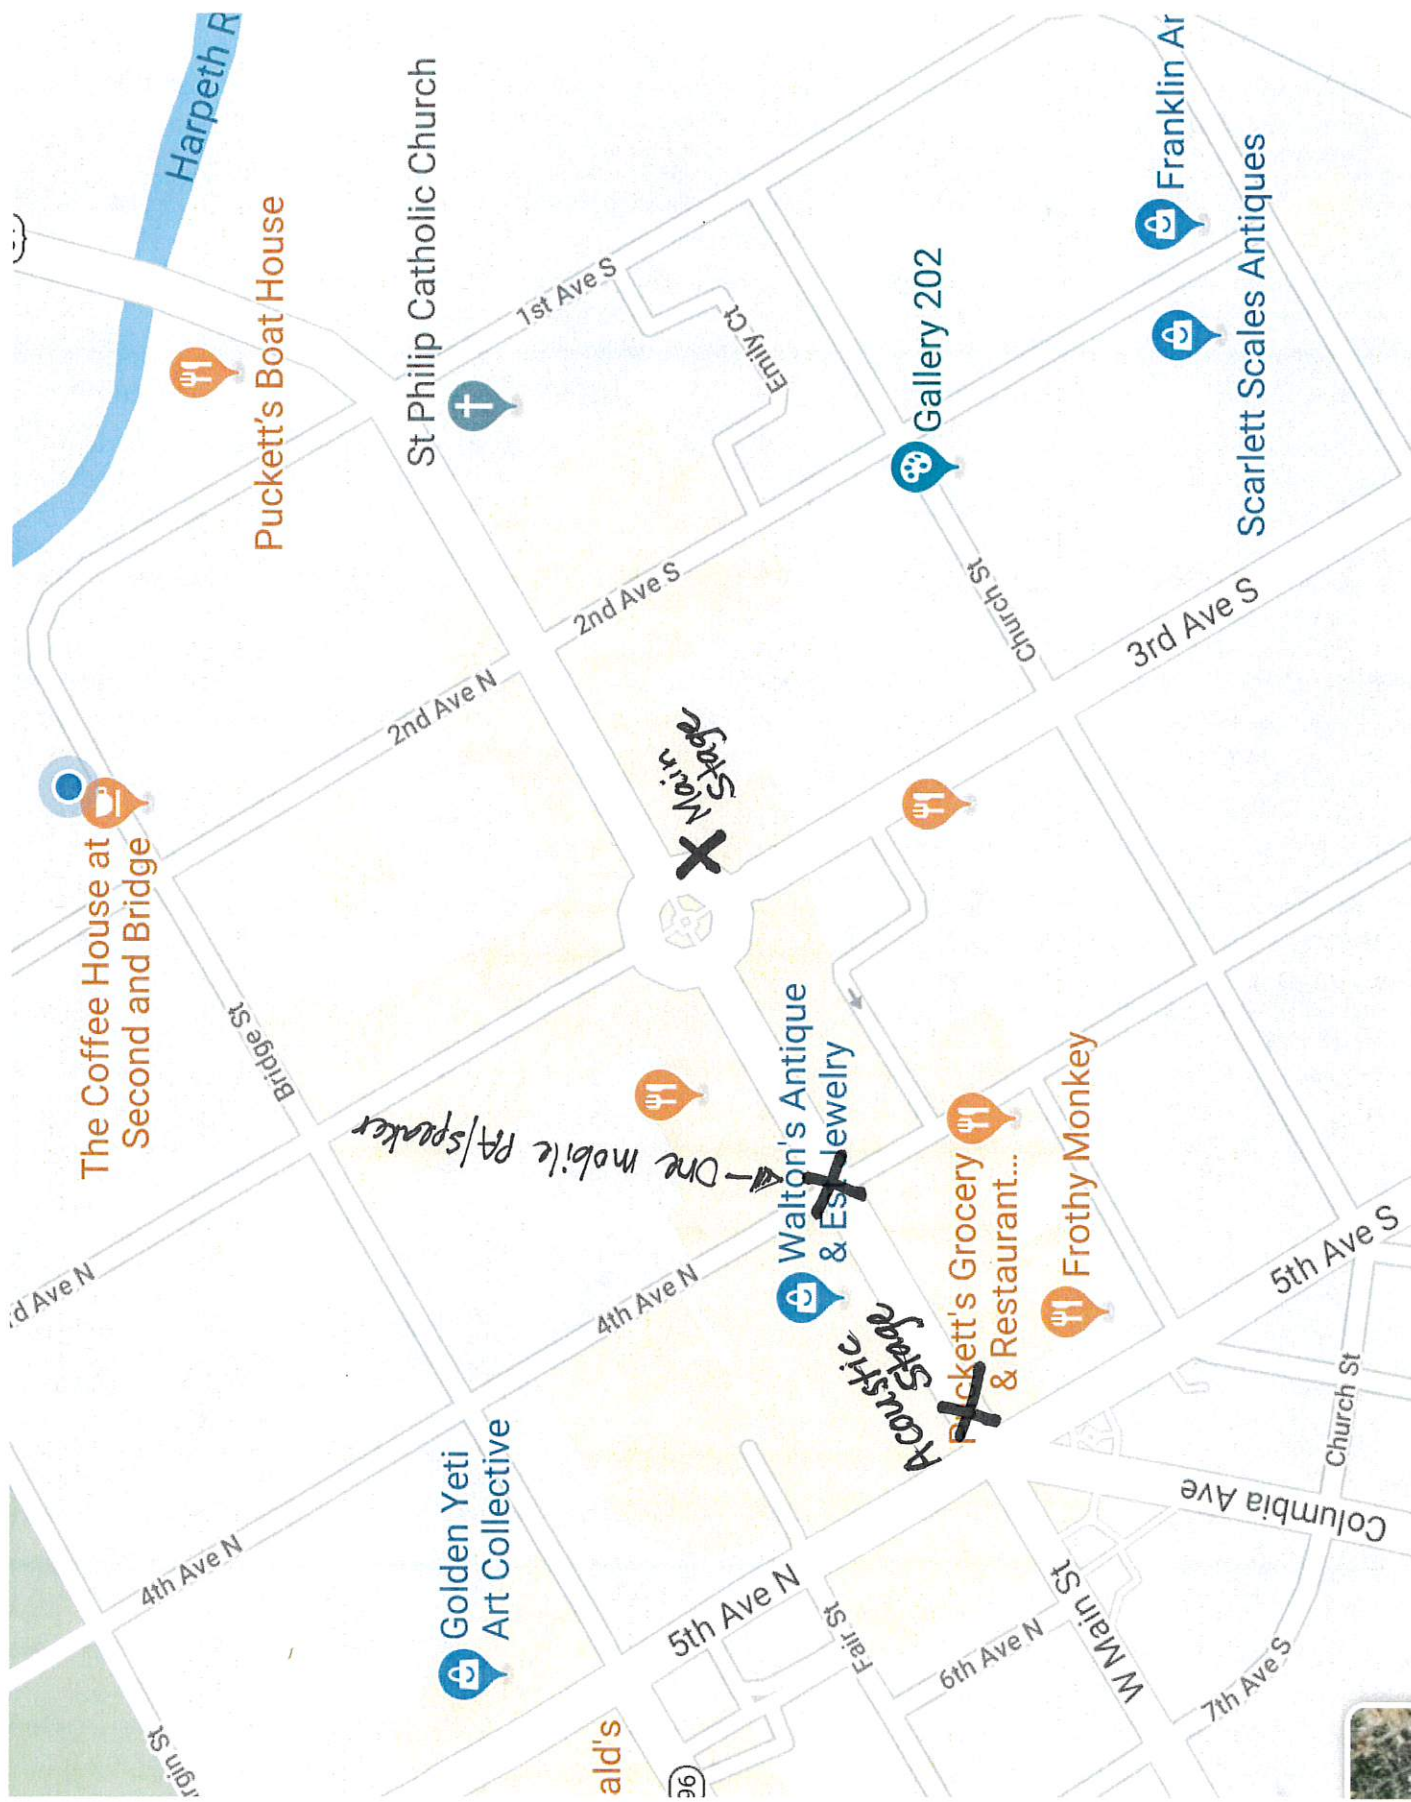 Harpeth R
Puckett's Boat House
St Philip Catholic Church
1st Ave S
Emily Ct
Gallery 202
Franklin Ar
Scarlett Scales Antiques
2nd Ave S
Church St
3rd Ave S
2nd Ave N
Main
Stage
The Coffee House at
Second and Bridge
Bridge St
One mobile PA/speaker
Walton's Antique
& Est Jewelry
Puckett's Grocery
& Restaurant...
Frothy Monkey
5th Ave S
rd Ave N
4th Ave N
Acoustic
Stage
Church St
Columbia Ave
Golden Yeti
Art Collective
4th Ave N
5th Ave N
Fair St
6th Ave N
W Main St
7th Ave S
rgin St
ald's
96